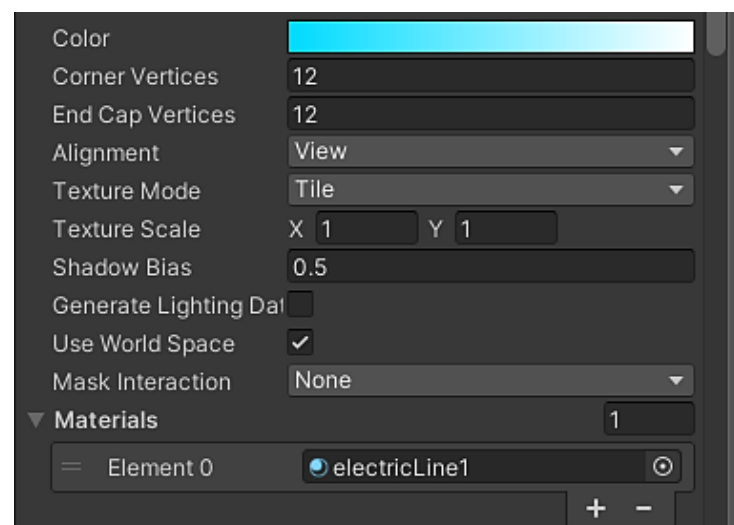 Color
Corner Vertices 12
End Cap Vertices 12
Alignment View
Texture Mode Tile
Texture Scale X 1 Y 1
Shadow Bias 0.5
Generate Lighting Dat
Use World Space
Mask Interaction None
Materials 1
Element 0 electricLine1
+ −